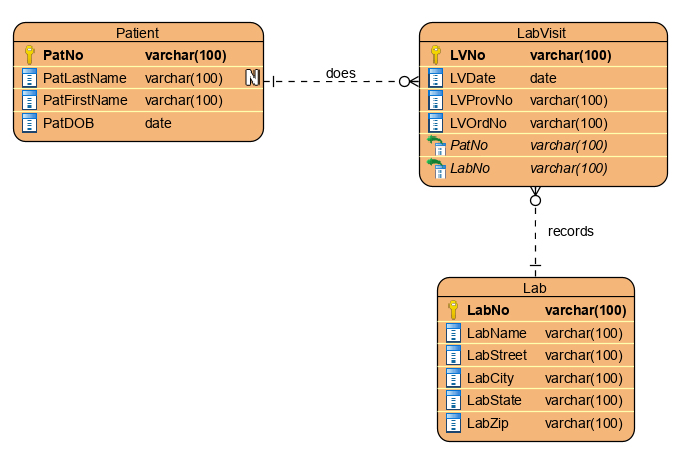 Patient
PatNo varchar(100)
PatLastName varchar(100) N
PatFirstName varchar(100)
PatDOB date
does
LabVisit
LVNo varchar(100)
LVDate date
LVProvNo varchar(100)
LVOrdNo varchar(100)
PatNo varchar(100)
LabNo varchar(100)
records
Lab
LabNo varchar(100)
LabName varchar(100)
LabStreet varchar(100)
LabCity varchar(100)
LabState varchar(100)
LabZip varchar(100)